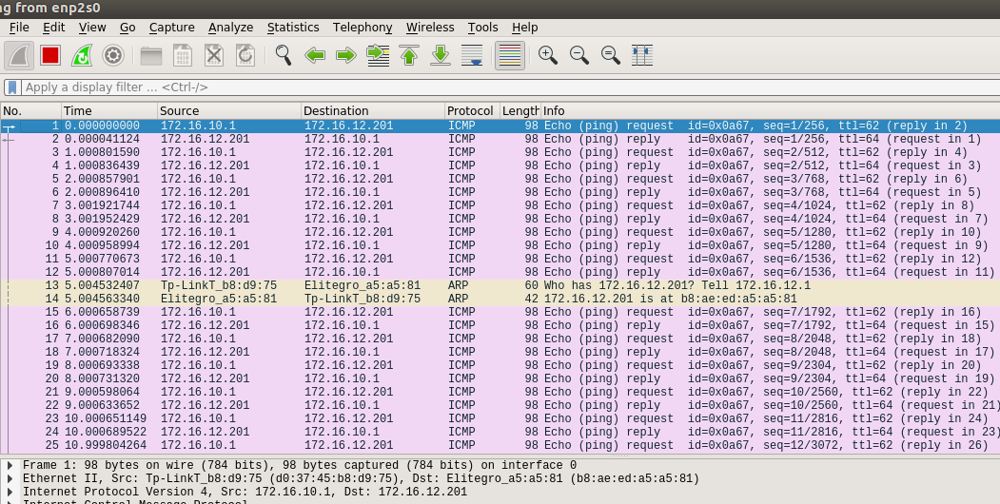 ng from enp2s0
File Edit View Go Capture Analyze Statistics Telephony Wireless Tools Help
Apply a display filter ... <Ctrl-/>
No. Time Source Destination Protocol Length Info
1 0.000000000 172.16.10.1 172.16.12.201 ICMP 98 Echo (ping) request id=0x0a67, seq=1/256, ttl=62 (reply in 2)
2 0.000041124 172.16.12.201 172.16.10.1 ICMP 98 Echo (ping) reply id=0x0a67, seq=1/256, ttl=64 (request in 1)
3 1.000801590 172.16.10.1 172.16.12.201 ICMP 98 Echo (ping) request id=0x0a67, seq=2/512, ttl=62 (reply in 4)
4 1.000836439 172.16.12.201 172.16.10.1 ICMP 98 Echo (ping) reply id=0x0a67, seq=2/512, ttl=64 (request in 3)
5 2.000857901 172.16.10.1 172.16.12.201 ICMP 98 Echo (ping) request id=0x0a67, seq=3/768, ttl=62 (reply in 6)
6 2.000896410 172.16.12.201 172.16.10.1 ICMP 98 Echo (ping) reply id=0x0a67, seq=3/768, ttl=64 (request in 5)
7 3.001921744 172.16.10.1 172.16.12.201 ICMP 98 Echo (ping) request id=0x0a67, seq=4/1024, ttl=62 (reply in 8)
8 3.001952429 172.16.12.201 172.16.10.1 ICMP 98 Echo (ping) reply id=0x0a67, seq=4/1024, ttl=64 (request in 7)
9 4.000920260 172.16.10.1 172.16.12.201 ICMP 98 Echo (ping) request id=0x0a67, seq=5/1280, ttl=62 (reply in 10)
10 4.000958994 172.16.12.201 172.16.10.1 ICMP 98 Echo (ping) reply id=0x0a67, seq=5/1280, ttl=64 (request in 9)
11 5.000770673 172.16.10.1 172.16.12.201 ICMP 98 Echo (ping) request id=0x0a67, seq=6/1536, ttl=62 (reply in 12)
12 5.000807014 172.16.12.201 172.16.10.1 ICMP 98 Echo (ping) reply id=0x0a67, seq=6/1536, ttl=64 (request in 11)
13 5.004532407 Tp-LinkT_b8:d9:75 Elitegro_a5:a5:81 ARP 60 Who has 172.16.12.201? Tell 172.16.12.1
14 5.004563340 Elitegro_a5:a5:81 Tp-LinkT_b8:d9:75 ARP 42 172.16.12.201 is at b8:ae:ed:a5:a5:81
15 6.000658739 172.16.10.1 172.16.12.201 ICMP 98 Echo (ping) request id=0x0a67, seq=7/1792, ttl=62 (reply in 16)
16 6.000698346 172.16.12.201 172.16.10.1 ICMP 98 Echo (ping) reply id=0x0a67, seq=7/1792, ttl=64 (request in 15)
17 7.000682090 172.16.10.1 172.16.12.201 ICMP 98 Echo (ping) request id=0x0a67, seq=8/2048, ttl=62 (reply in 18)
18 7.000718324 172.16.12.201 172.16.10.1 ICMP 98 Echo (ping) reply id=0x0a67, seq=8/2048, ttl=64 (request in 17)
19 8.000693338 172.16.10.1 172.16.12.201 ICMP 98 Echo (ping) request id=0x0a67, seq=9/2304, ttl=62 (reply in 20)
20 8.000731320 172.16.12.201 172.16.10.1 ICMP 98 Echo (ping) reply id=0x0a67, seq=9/2304, ttl=64 (request in 19)
21 9.000598064 172.16.10.1 172.16.12.201 ICMP 98 Echo (ping) request id=0x0a67, seq=10/2560, ttl=62 (reply in 22)
22 9.000633652 172.16.12.201 172.16.10.1 ICMP 98 Echo (ping) reply id=0x0a67, seq=10/2560, ttl=64 (request in 21)
23 10.000651149 172.16.10.1 172.16.12.201 ICMP 98 Echo (ping) request id=0x0a67, seq=11/2816, ttl=62 (reply in 24)
24 10.000689522 172.16.12.201 172.16.10.1 ICMP 98 Echo (ping) reply id=0x0a67, seq=11/2816, ttl=64 (request in 23)
25 10.999804264 172.16.10.1 172.16.12.201 ICMP 98 Echo (ping) request id=0x0a67, seq=12/3072, ttl=62 (reply in 26)
Frame 1: 98 bytes on wire (784 bits), 98 bytes captured (784 bits) on interface 0
Ethernet II, Src: Tp-LinkT_b8:d9:75 (d0:37:45:b8:d9:75), Dst: Elitegro_a5:a5:81 (b8:ae:ed:a5:a5:81)
Internet Protocol Version 4, Src: 172.16.10.1, Dst: 172.16.12.201
Internet Control Message Protocol